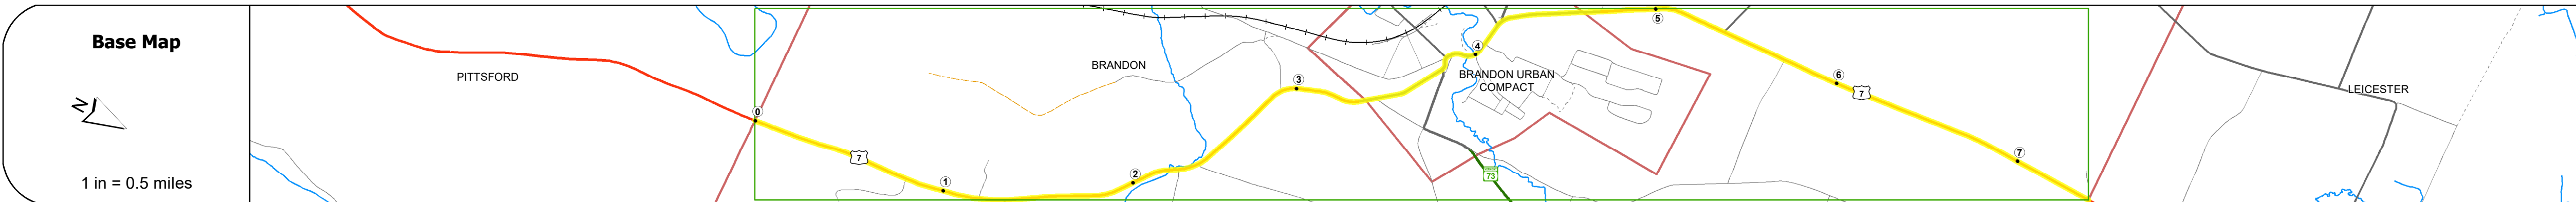 Base Map
N
1 in = 0.5 miles
PITTSFORD
0
7
1
BRANDON
2
3
4
BRANDON URBAN
COMPACT
73
5
6
7
7
LEICESTER